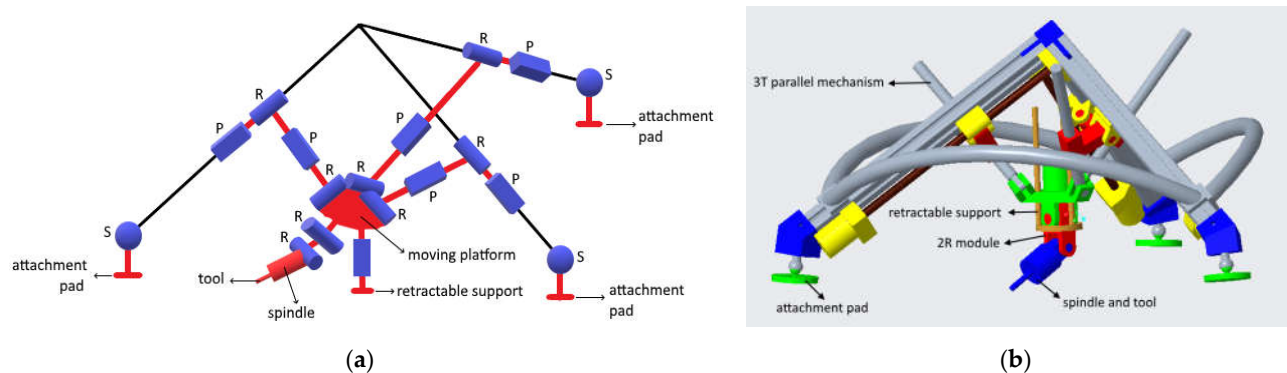 R
P
S
attachment
pad
R
P
P
P
R
P
P
R
R
R
S
R
R
S
attachment
pad
moving platform
tool
retractable support
spindle
attachment
pad
(a)
3T parallel mechanism
retractable support
2R module
attachment pad
spindle and tool
(b)